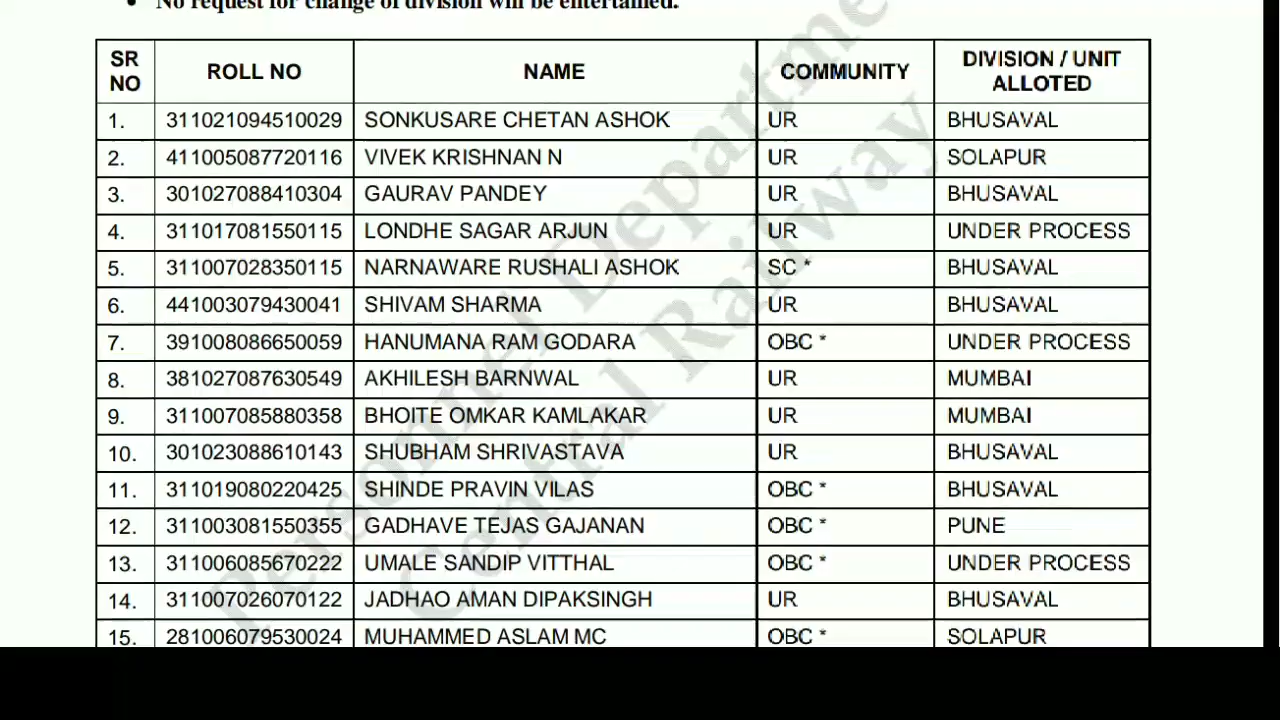 • No request for change of division will be entertained.
SR NO ROLL NO NAME COMMUNITY DIVISION / UNIT ALLOTED
1. 311021094510029 SONKUSARE CHETAN ASHOK UR BHUSAVAL
2. 411005087720116 VIVEK KRISHNAN N UR SOLAPUR
3. 301027088410304 GAURAV PANDEY UR BHUSAVAL
4. 311017081550115 LONDHE SAGAR ARJUN UR UNDER PROCESS
5. 311007028350115 NARNAWARE RUSHALI ASHOK SC * BHUSAVAL
6. 441003079430041 SHIVAM SHARMA UR BHUSAVAL
7. 391008086650059 HANUMANA RAM GODARA OBC * UNDER PROCESS
8. 381027087630549 AKHILESH BARNWAL UR MUMBAI
9. 311007085880358 BHOITE OMKAR KAMLAKAR UR MUMBAI
10. 301023088610143 SHUBHAM SHRIVASTAVA UR BHUSAVAL
11. 311019080220425 SHINDE PRAVIN VILAS OBC * BHUSAVAL
12. 311003081550355 GADHAVE TEJAS GAJANAN OBC * PUNE
13. 311006085670222 UMALE SANDIP VITTHAL OBC * UNDER PROCESS
14. 311007026070122 JADHAO AMAN DIPAKSINGH UR BHUSAVAL
15. 281006079530024 MUHAMMED ASLAM MC OBC * SOLAPUR
Personnel Departme
Central Railway